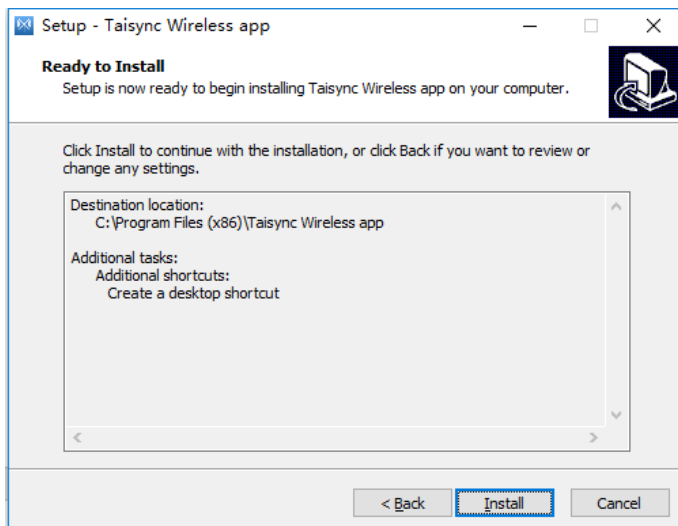 Setup - Taisync Wireless app
Ready to Install
Setup is now ready to begin installing Taisync Wireless app on your computer.
Click Install to continue with the installation, or click Back if you want to review or
change any settings.
Destination location:
C:\Program Files (x86)\Taisync Wireless app
Additional tasks:
Additional shortcuts:
Create a desktop shortcut
< Back
Install
Cancel